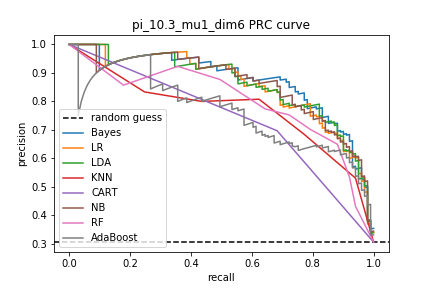 pi_10.3_mu1_dim6 PRC curve
1.0
0.9
0.8
0.7
0.6
0.5
0.4
0.3
precision
random guess
Bayes
LR
LDA
KNN
CART
NB
RF
AdaBoost
0.0 0.2 0.4 0.6 0.8 1.0
recall